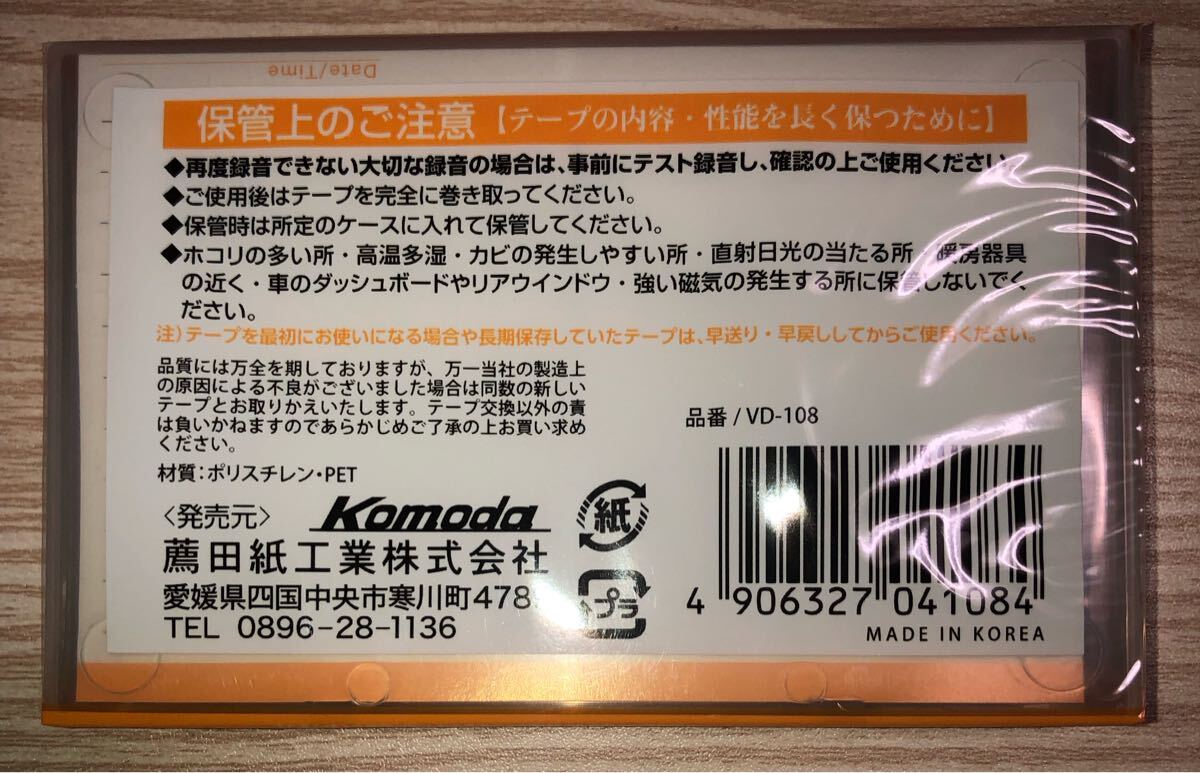 Date/Time
保管上のご注意【テープの内容・性能を長く保つために】
◆再度録音できない大切な録音の場合は、事前にテスト録音し、確認の上ご使用ください。
◆ご使用後はテープを完全に巻き取ってください。
◆保管時は所定のケースに入れて保管してください。
◆ホコリの多い所・高温多湿・カビの発生しやすい所・直射日光の当たる所・暖房器具
の近く・車のダッシュボードやリアウインドウ・強い磁気の発生する所に保管しないでく
ださい。
注)テープを最初にお使いになる場合や長期保存していたテープは、早送り・早戻ししてからご使用ください。
品質には万全を期しておりますが、万一当社の製造上
の原因による不良がございました場合は同数の新しい
テープとお取りかえいたします。テープ交換以外の責
は負いかねますのであらかじめご了承の上お買い求め
ください。
品番/VD-108
材質:ポリスチレン・PET
〈発売元〉 Komoda
薦田紙工業株式会社
愛媛県四国中央市寒川町478
TEL 0896-28-1136
紙
プラ
4 906327 041084
MADE IN KOREA